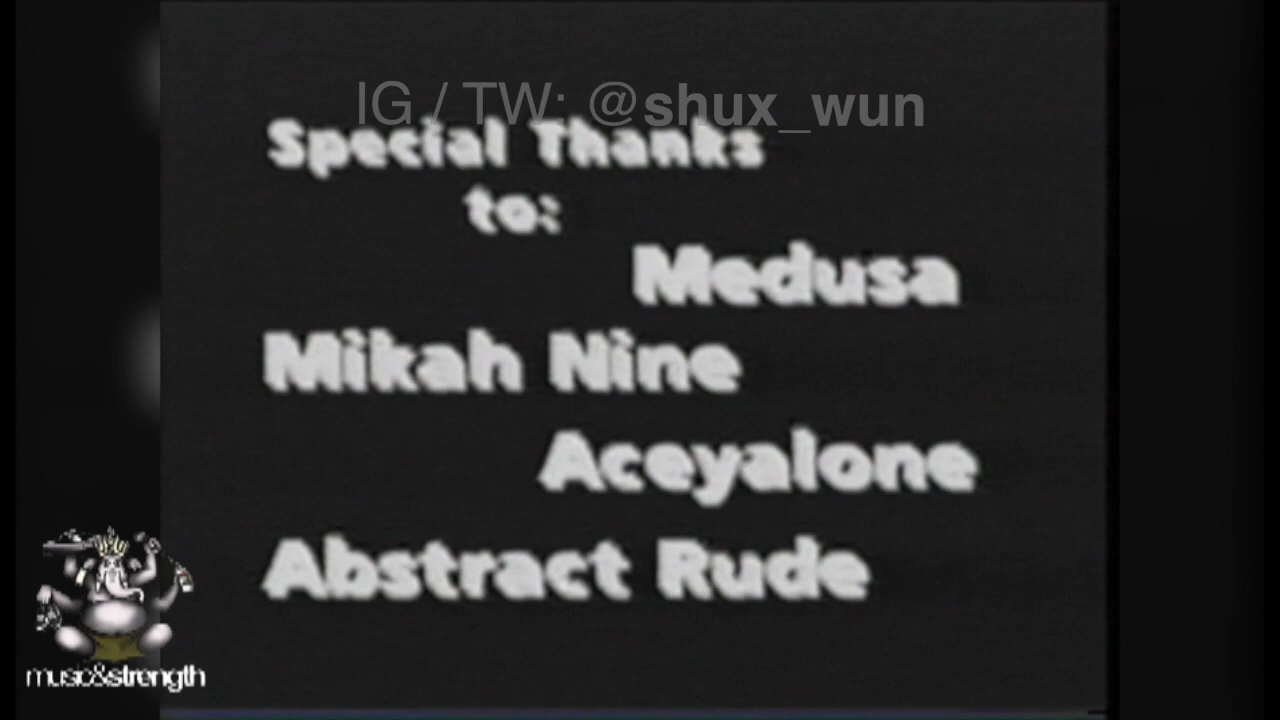 IG / TW: @shux_wun
Special Thanks
to:
Medusa
Mikah Nine
Aceyalone
Abstract Rude
music&strength